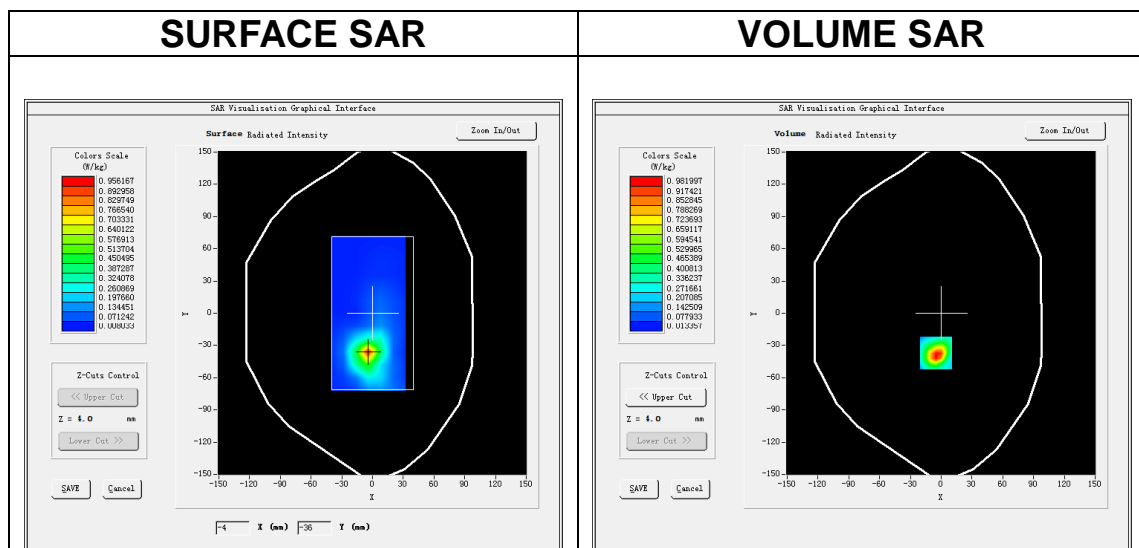 SURFACE SAR
SAR Visualisation Graphical Interface
Surface Radiated Intensity
Zoom In/Out
Colors Scale
(W/kg)
0.956167
0.892958
0.829749
0.766540
0.703331
0.640122
0.576913
0.513704
0.450495
0.387287
0.324078
0.260869
0.197660
0.134451
0.071242
0.008033
Z-Cuts Control
<< Upper Cut
Z = 4.0 mm
Lower Cut >>
SAVE Cancel
150
120
90
60
30
0
-30
-60
-90
-120
-150
Y
-150 -120 -90 -60 -30 0 30 60 90 120 150
X
-4 X (mm) -36 Y (mm)
VOLUME SAR
SAR Visualisation Graphical Interface
Volume Radiated Intensity
Zoom In/Out
Colors Scale
(W/kg)
0.981997
0.917421
0.852845
0.788269
0.723693
0.659117
0.594541
0.529965
0.465389
0.400813
0.336237
0.271661
0.207085
0.142509
0.077933
0.013357
Z-Cuts Control
<< Upper Cut
Z = 4.0 mm
Lower Cut >>
SAVE Cancel
150
120
90
60
30
0
-30
-60
-90
-120
-150
Y
-150 -120 -90 -60 -30 0 30 60 90 120 150
X